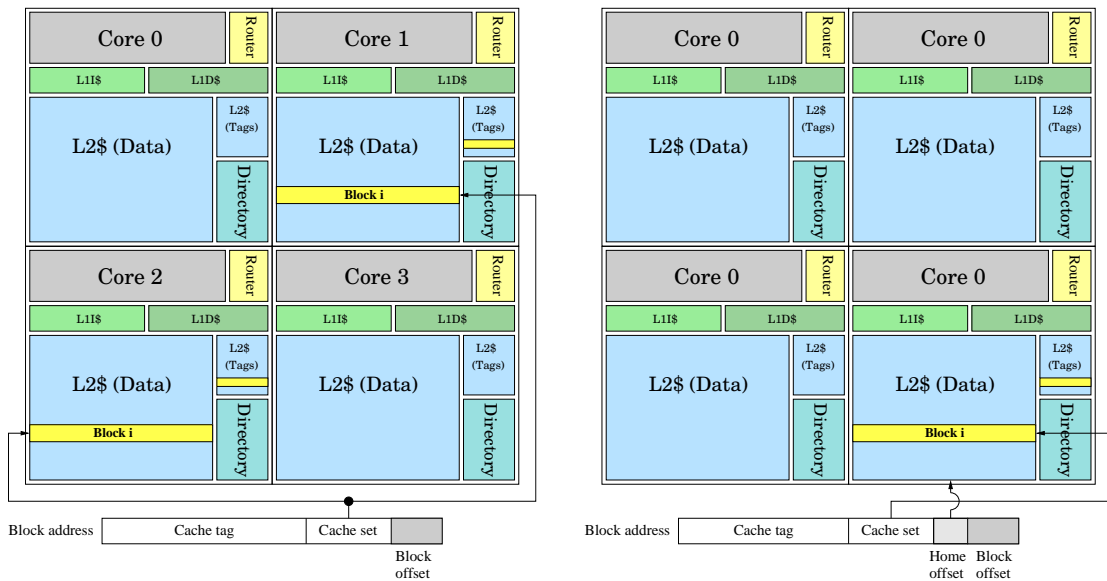 Core 0
Router
Core 1
Router
L1I$
L1D$
L1I$
L1D$
L2$ (Data)
L2$
(Tags)
Directory
L2$ (Data)
L2$
(Tags)
Directory
Block i
Core 2
Router
Core 3
Router
L1I$
L1D$
L1I$
L1D$
L2$ (Data)
L2$
(Tags)
Directory
Block i
L2$ (Data)
L2$
(Tags)
Directory
Block address
Cache tag
Cache set
Block
offset
Core 0
Router
Core 0
Router
L1I$
L1D$
L1I$
L1D$
L2$ (Data)
L2$
(Tags)
Directory
L2$ (Data)
L2$
(Tags)
Directory
Core 0
Router
Core 0
Router
L1I$
L1D$
L1I$
L1D$
L2$ (Data)
L2$
(Tags)
Directory
L2$ (Data)
L2$
(Tags)
Directory
Block i
Block address
Cache tag
Cache set
Home
offset
Block
offset